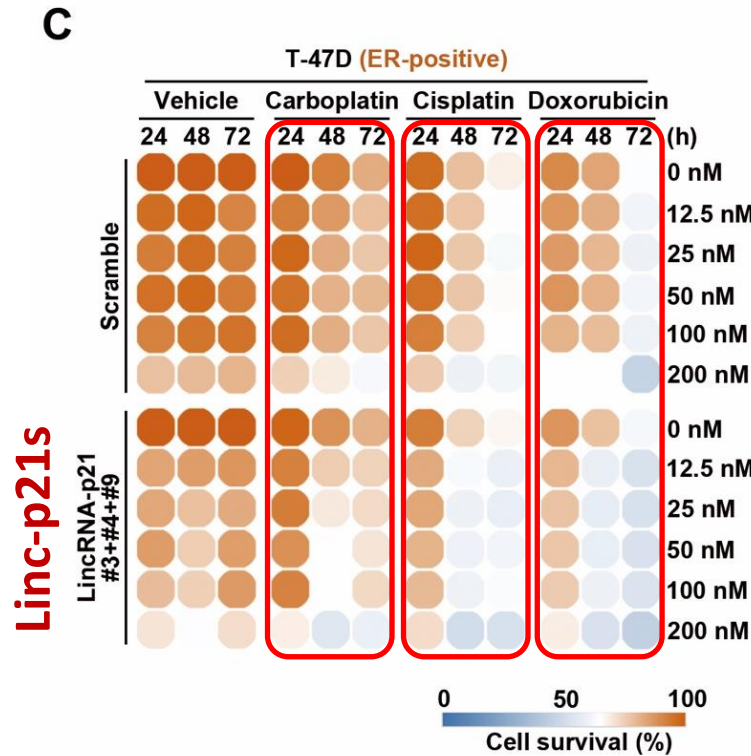 C
T-47D (ER-positive)
Vehicle Carboplatin Cisplatin Doxorubicin
24 48 72 24 48 72 24 48 72 24 48 72 (h)
Scramble
0 nM
12.5 nM
25 nM
50 nM
100 nM
200 nM
Linc-p21s
LincRNA-p21
#3+#4+#9
0 nM
12.5 nM
25 nM
50 nM
100 nM
200 nM
0 50 100
Cell survival (%)